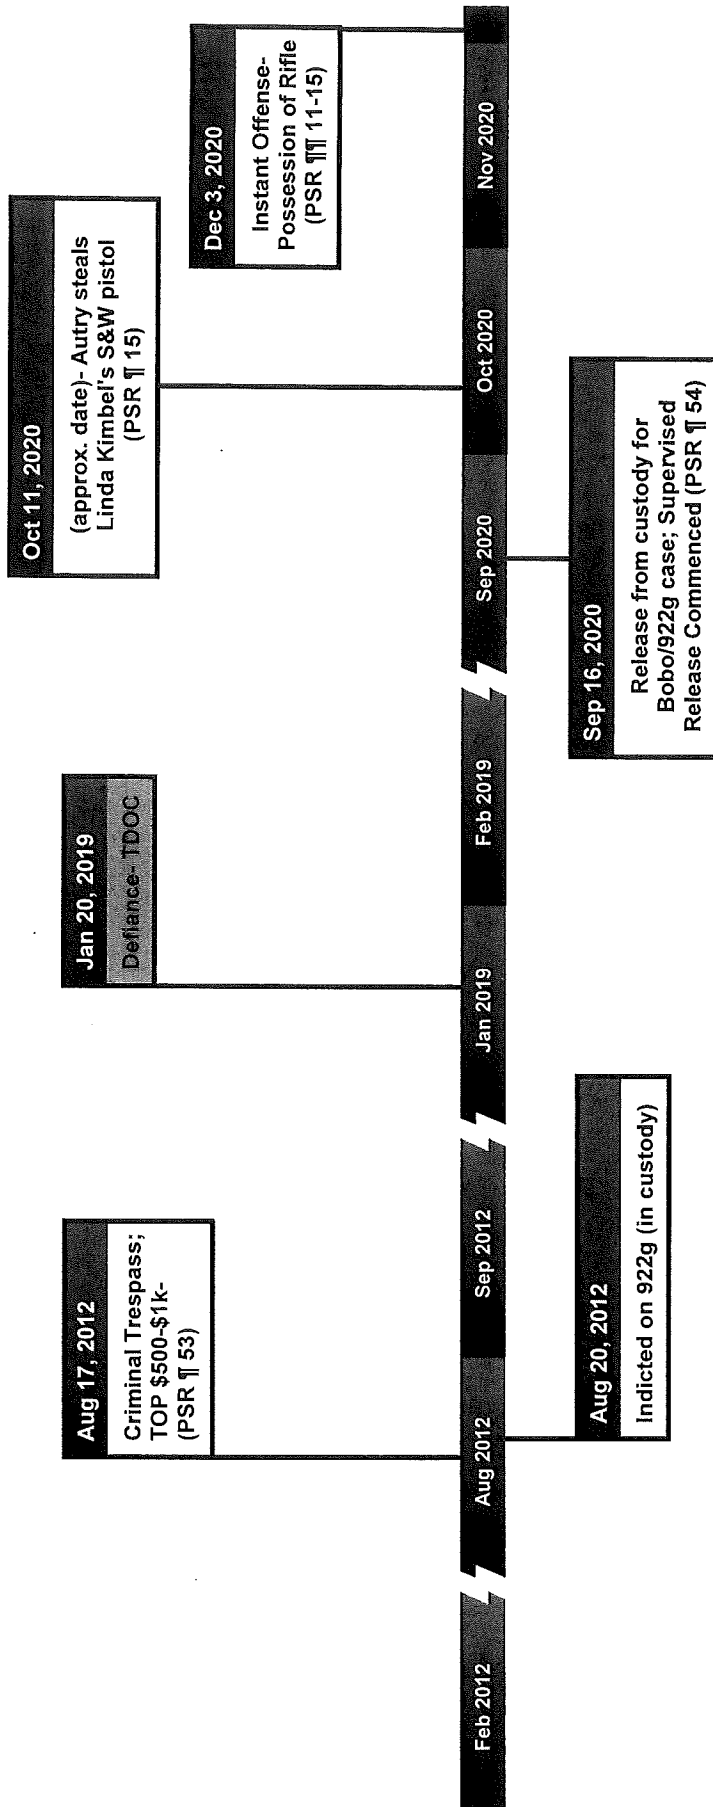 Aug 17, 2012
Criminal Trespass;
TOP $500-$1k-
(PSR ¶ 53)
Jan 20, 2019
Defiance- TDOC
Oct 11, 2020
(approx. date)- Autry steals
Linda Kimbel's S&W pistol
(PSR ¶ 15)
Dec 3, 2020
Instant Offense-
Possession of Rifle
(PSR ¶¶ 11-15)
Feb 2012
Aug 2012
Sep 2012
Jan 2019
Feb 2019
Sep 2020
Oct 2020
Nov 2020
Aug 20, 2012
Indicted on 922g (in custody)
Sep 16, 2020
Release from custody for
Bobo/922g case; Supervised
Release Commenced (PSR ¶ 54)